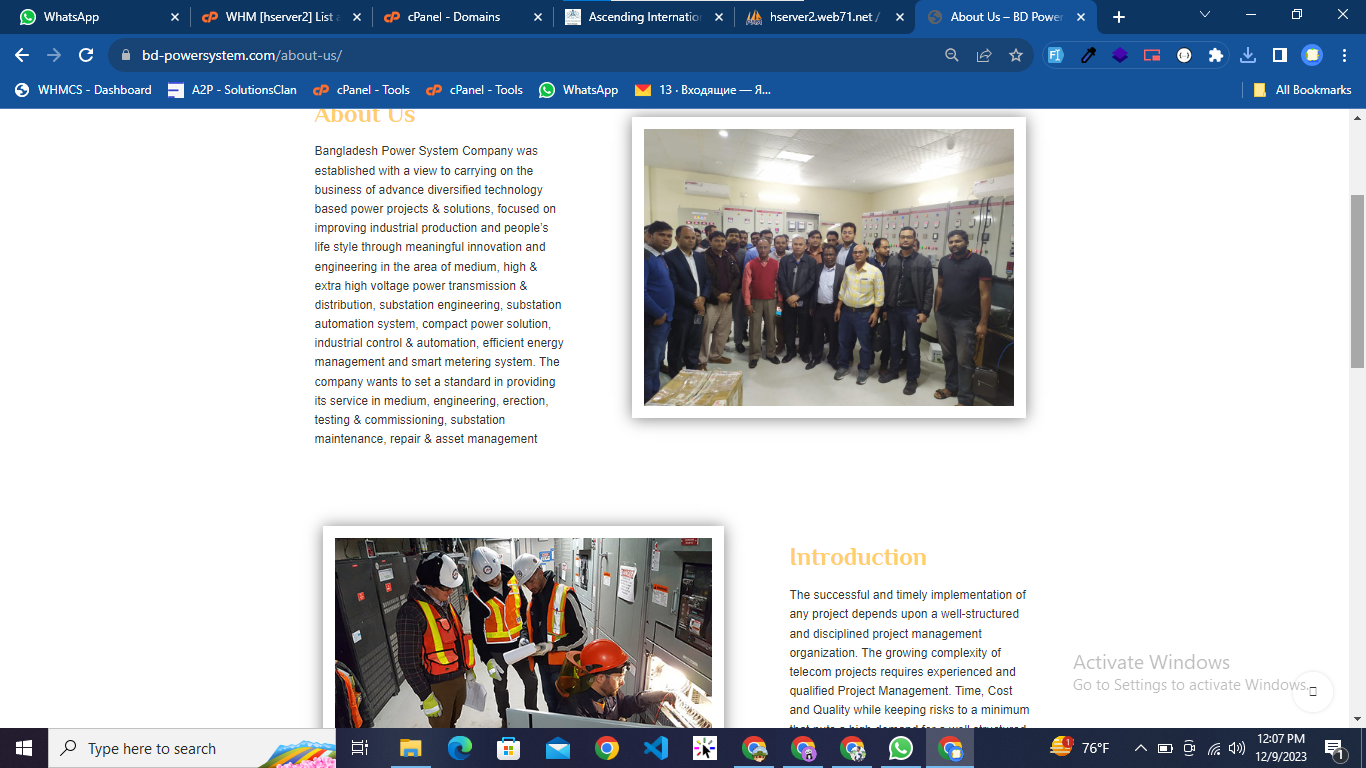 WhatsApp
WHM [hserver2] List a
cPanel - Domains
Ascending Internatio
hserver2.web71.net /
About Us – BD Power
bd-powersystem.com/about-us/
WHMCS - Dashboard
A2P - SolutionsClan
cPanel - Tools
cPanel - Tools
WhatsApp
13 · Входящие — Я...
All Bookmarks
About Us
Bangladesh Power System Company was
established with a view to carrying on the
business of advance diversified technology
based power projects & solutions, focused on
improving industrial production and people's
life style through meaningful innovation and
engineering in the area of medium, high &
extra high voltage power transmission &
distribution, substation engineering, substation
automation system, compact power solution,
industrial control & automation, efficient energy
management and smart metering system. The
company wants to set a standard in providing
its service in medium, engineering, erection,
testing & commissioning, substation
maintenance, repair & asset management
Introduction
The successful and timely implementation of
any project depends upon a well-structured
and disciplined project management
organization. The growing complexity of
telecom projects requires experienced and
qualified Project Management. Time, Cost
and Quality while keeping risks to a minimum
Activate Windows
Go to Settings to activate Windows.
Type here to search
1
76°F
12:07 PM
12/9/2023
1